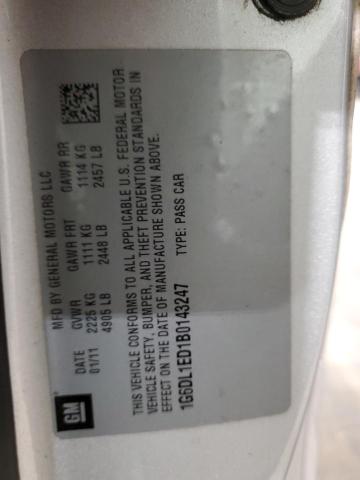 MFD BY GENERAL MOTORS LLC
DATE GVWR GAWR FRT GAWR RR
01/11 2225 KG 1111 KG 1114 KG
4905 LB 2448 LB 2457 LB
THIS VEHICLE CONFORMS TO ALL APPLICABLE U.S. FEDERAL MOTOR
VEHICLE SAFETY, BUMPER, AND THEFT PREVENTION STANDARDS IN
EFFECT ON THE DATE OF MANUFACTURE SHOWN ABOVE.
1G6DL1ED1B0143247 TYPE: PASS CAR
GM